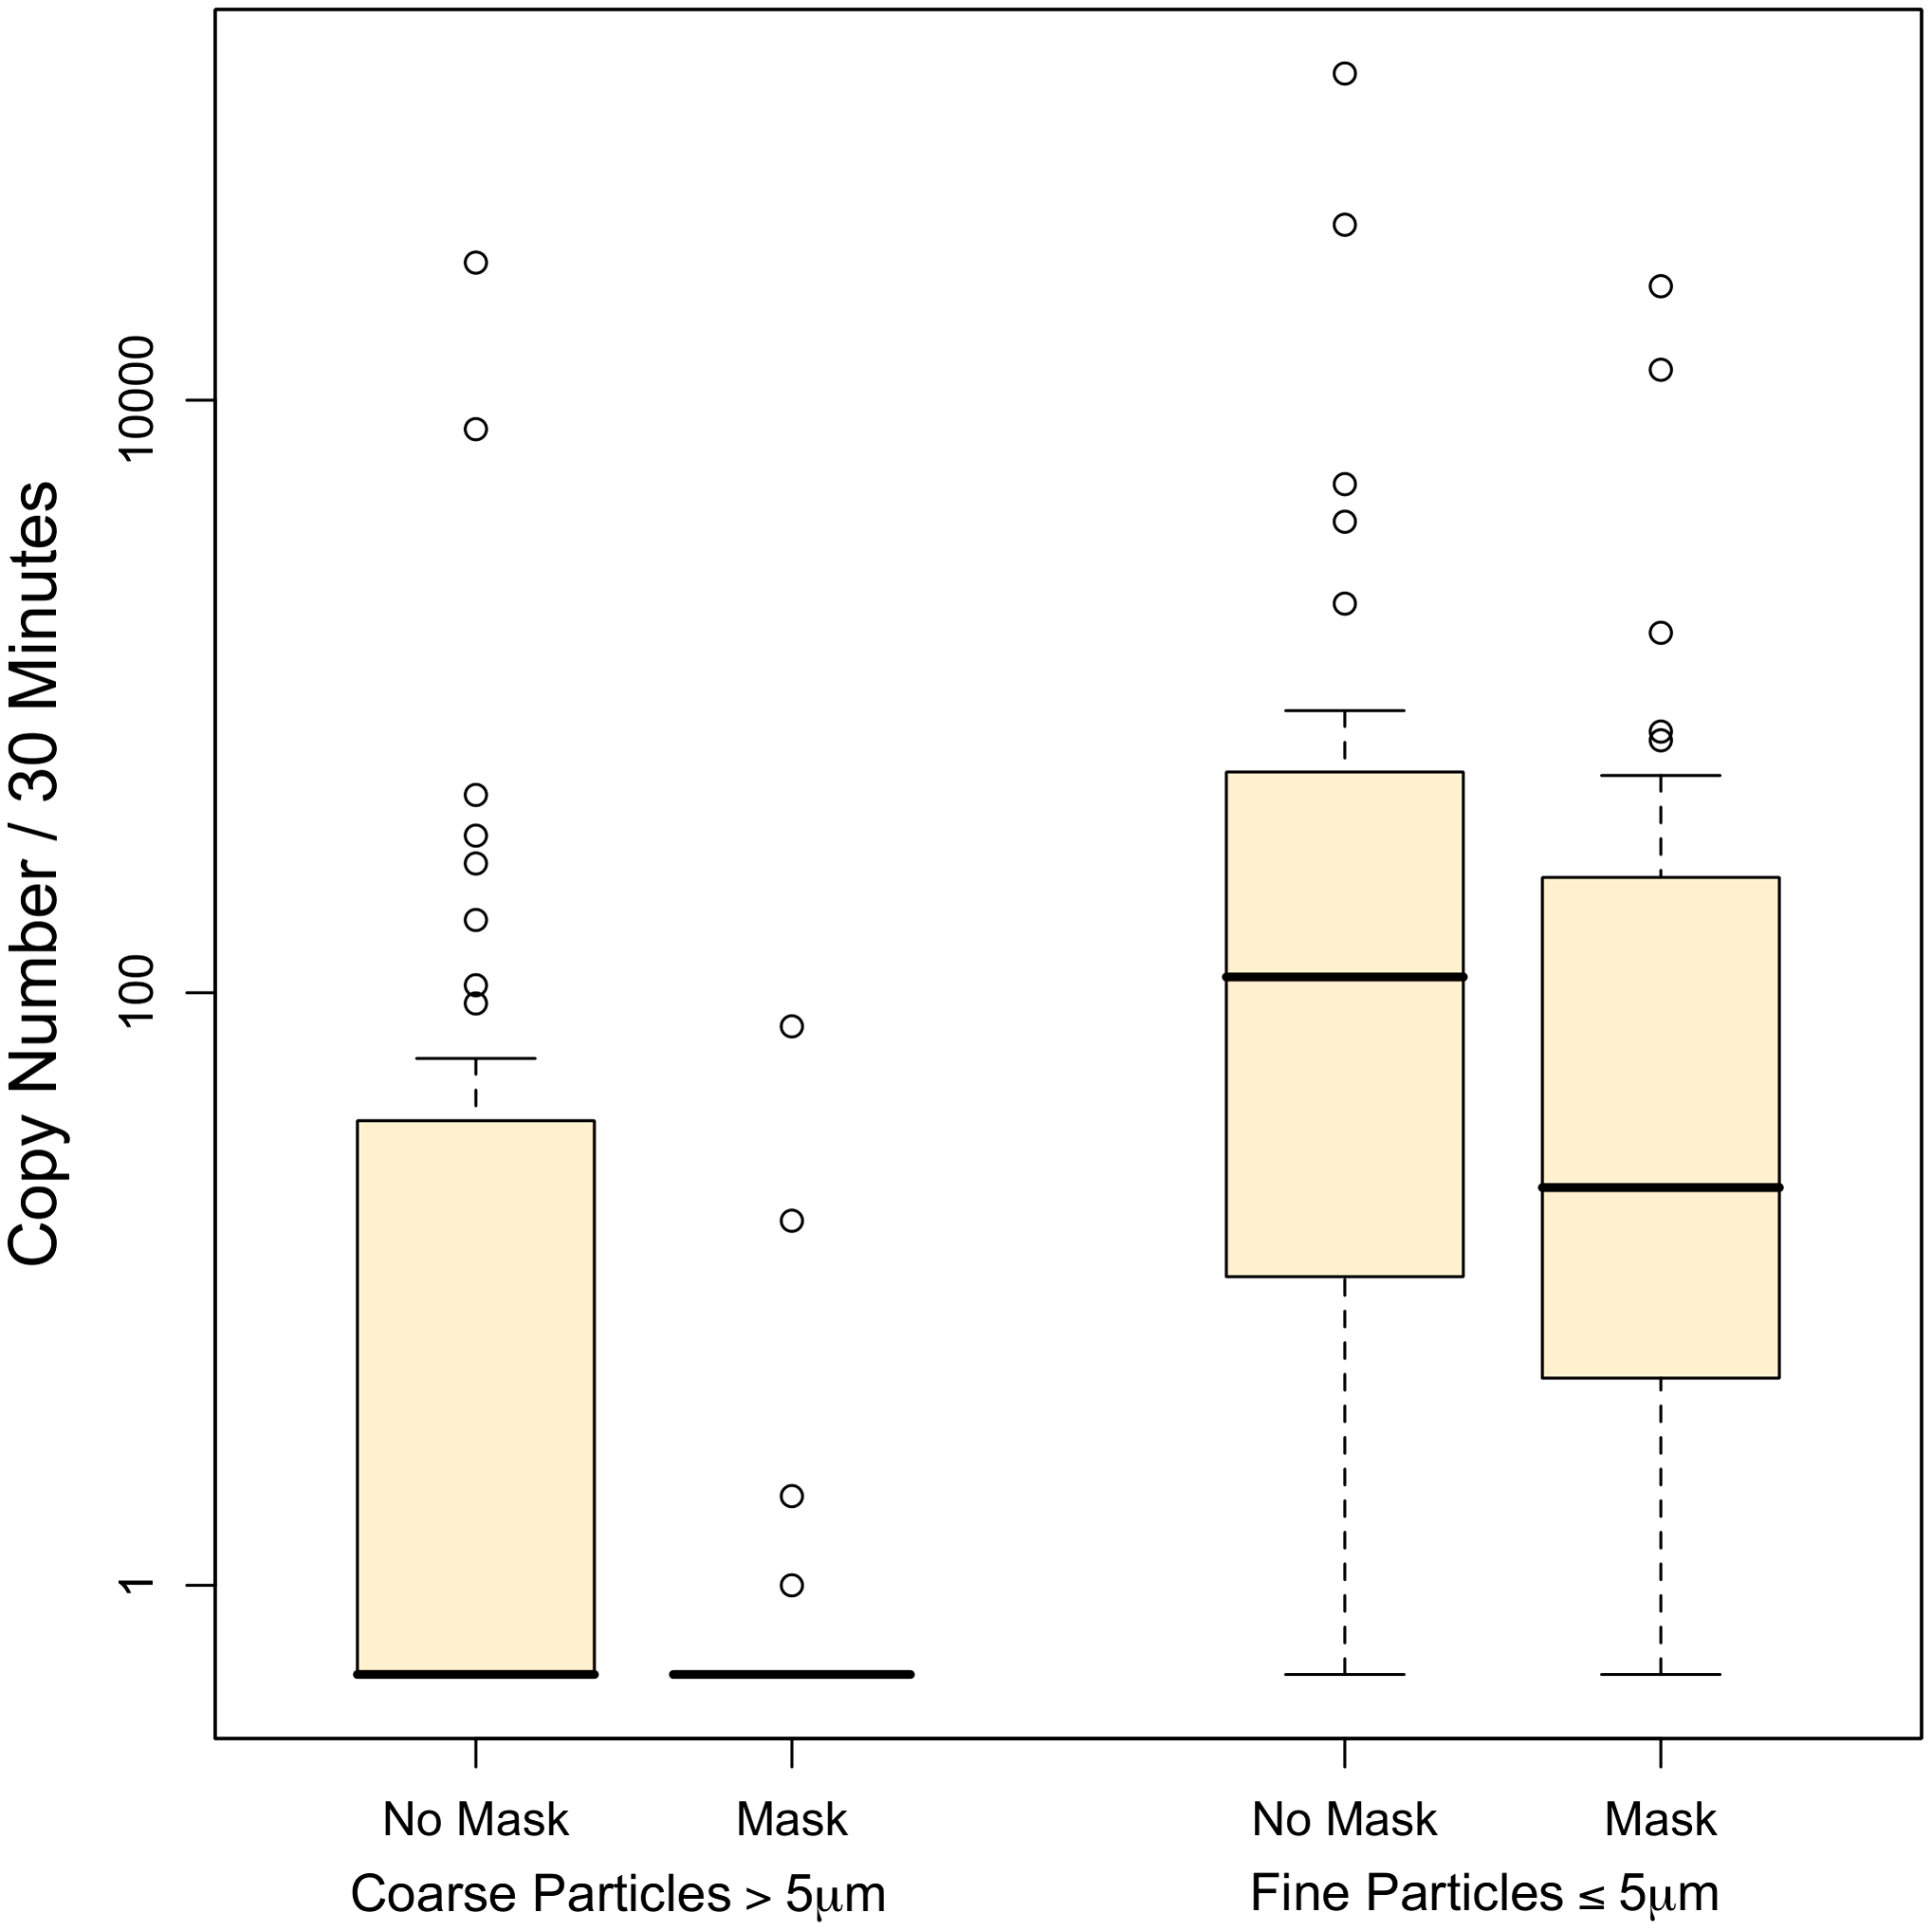 Copy Number / 30 Minutes
10000
100
1
No Mask
Mask
No Mask
Mask
Coarse Particles > 5μm
Fine Particles ≤ 5μm